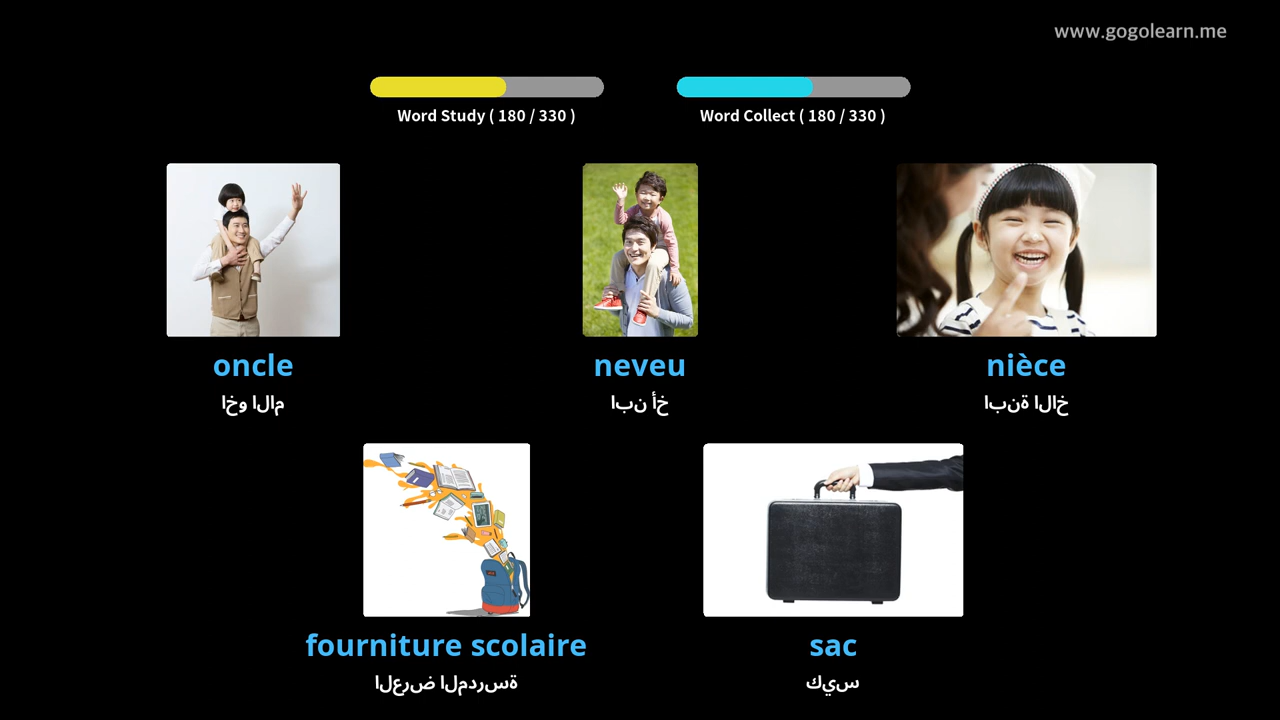 www.gogolearn.me
Word Study ( 180 / 330 )
Word Collect ( 180 / 330 )
oncle
اخو الام
neveu
ابن أخ
nièce
ابنة الاخ
fourniture scolaire
العرض المدرسة
sac
كيس